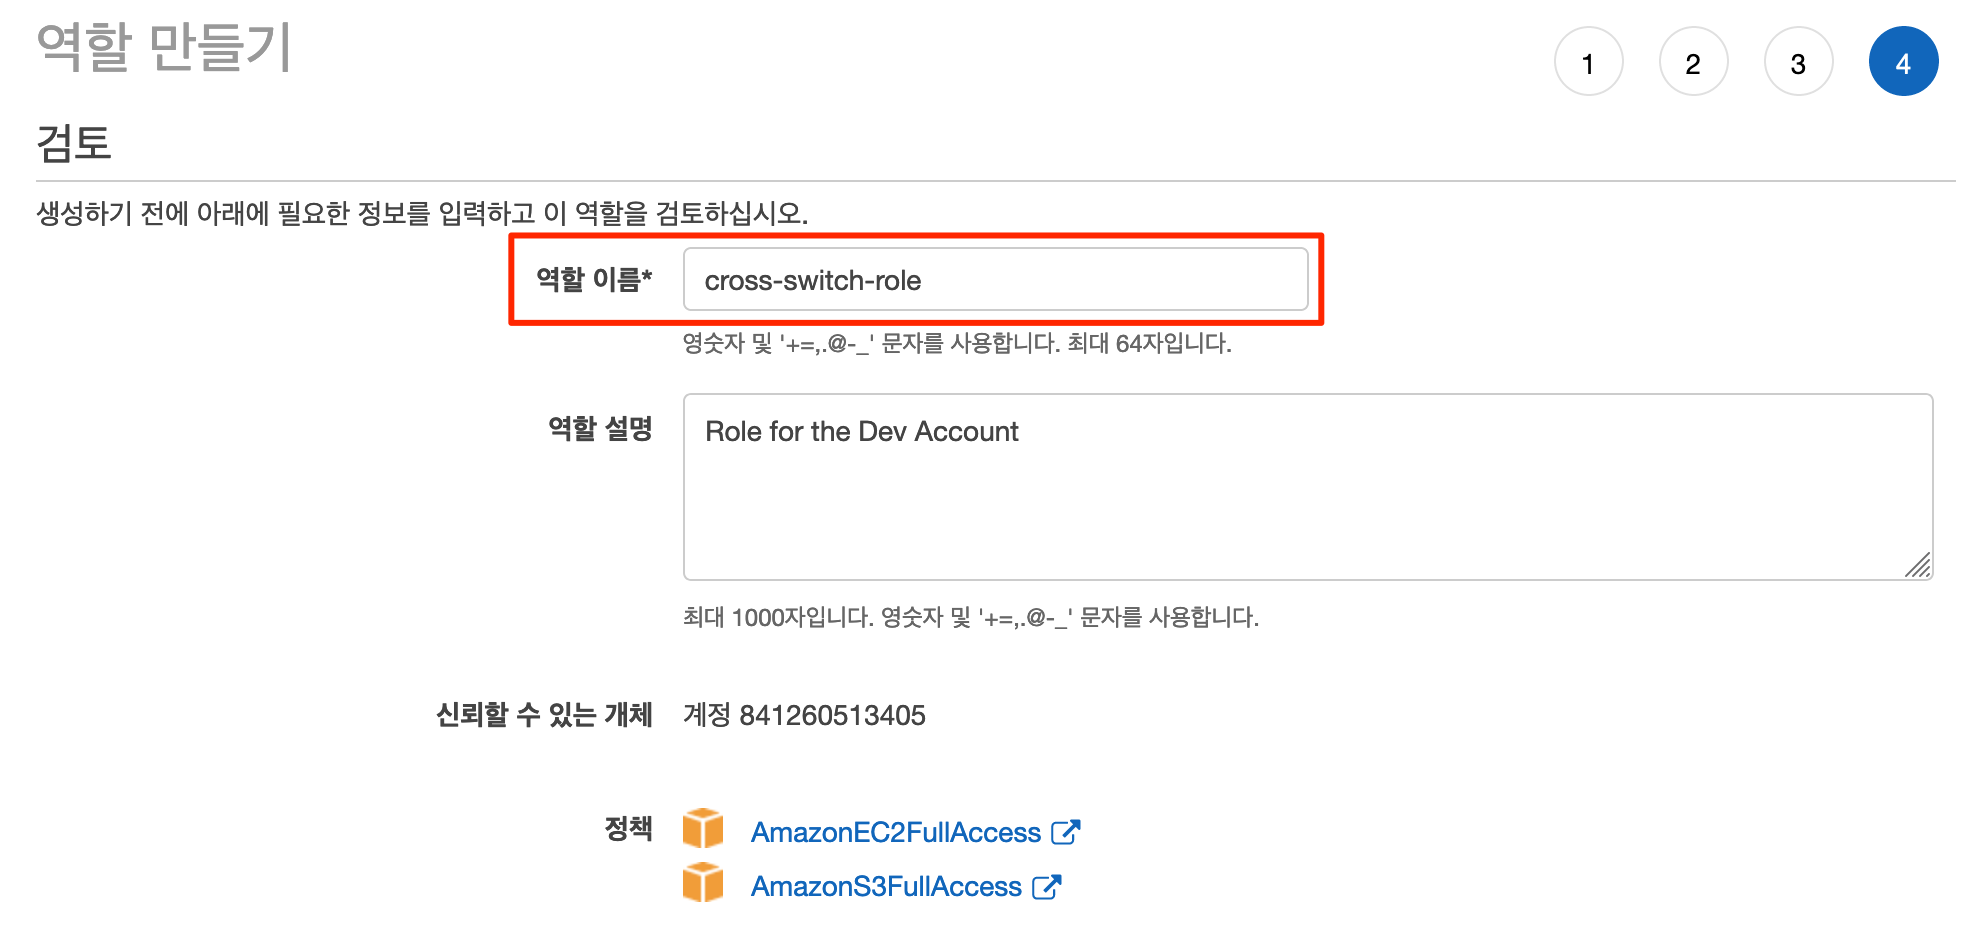 역할 만들기
1 2 3 4
검토
생성하기 전에 아래에 필요한 정보를 입력하고 이 역할을 검토하십시오.
역할 이름* cross-switch-role
영숫자 및 '+=,.@-_' 문자를 사용합니다. 최대 64자입니다.
역할 설명 Role for the Dev Account
최대 1000자입니다. 영숫자 및 '+=,.@-_' 문자를 사용합니다.
신뢰할 수 있는 개체 계정 841260513405
정책 AmazonEC2FullAccess
AmazonS3FullAccess